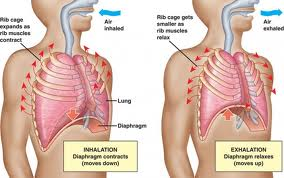 Rib cage
expands as
rib muscles
contract
Air
inhaled
Lung
Diaphragm
INHALATION
Diaphragm contracts
(moves down)
Rib cage gets
smaller as
rib muscles
relax
Air
exhaled
EXHALATION
Diaphragm relaxes
(moves up)